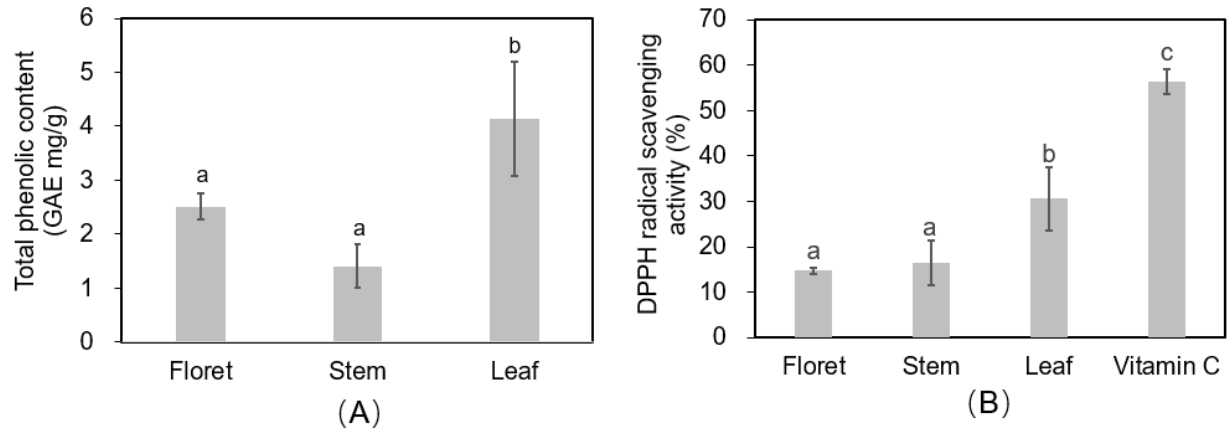 Total phenolic content
(GAE mg/g)
6
5
4
3
2
1
0
a
a
b
Floret Stem Leaf
(A)
DPPH radical scavenging
activity (%)
70
60
50
40
30
20
10
0
a
a
b
c
Floret Stem Leaf Vitamin C
(B)